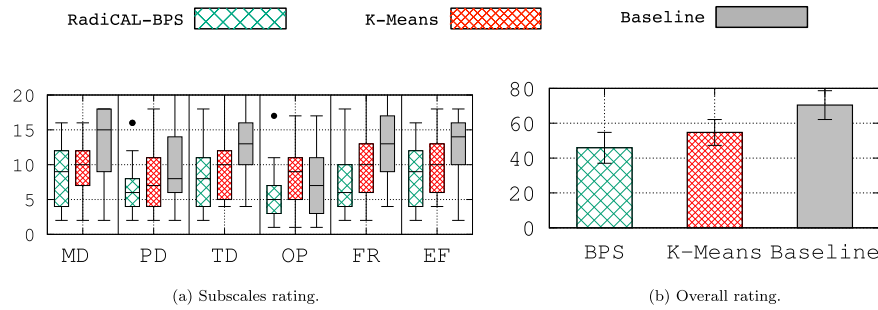 RadiCAL-BPS K-Means Baseline
20
15
10
5
0
MD PD TD OP FR EF
(a) Subscales rating.
80
60
40
20
0
BPS K-Means Baseline
(b) Overall rating.